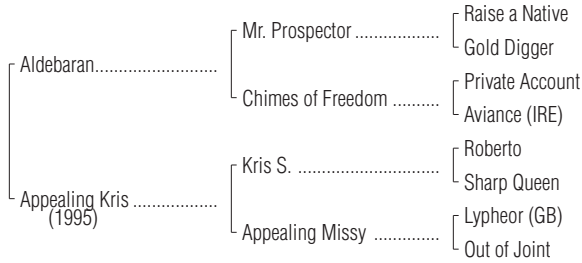 Raise a Native
Mr. Prospector ..................
Gold Digger
Aldebaran..........................
Private Account
Chimes of Freedom ..........
Aviance (IRE)
Roberto
Kris S. ...........................
Sharp Queen
Appealing Kris ..................
(1995)
Lypheor (GB)
Appealing Missy ..............
Out of Joint